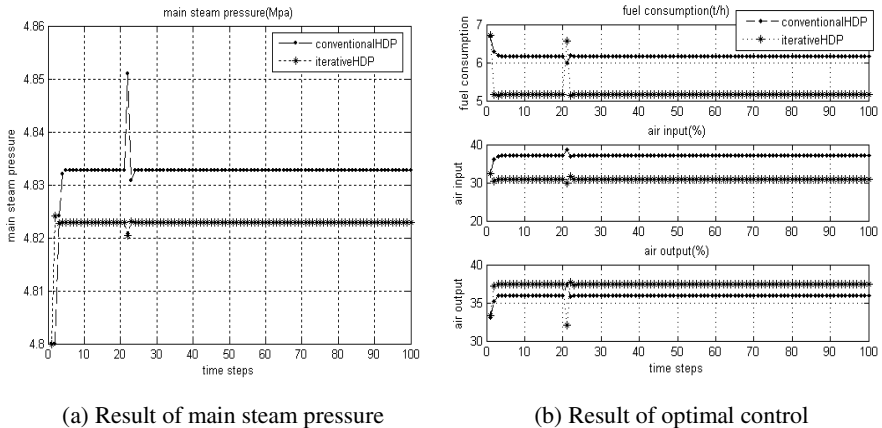 main steam pressure(Mpa)
4.86
4.85
4.84
4.83
4.82
4.81
4.8
main steam pressure
conventionalHDP
iterativeHDP
0 10 20 30 40 50 60 70 80 90 100
time steps
(a) Result of main steam pressure
fuel consumption(t/h)
7
6
5
fuel consumption
conventionalHDP
iterativeHDP
0 10 20 30 40 50 60 70 80 90 100
air input(%)
40
30
20
air input
0 10 20 30 40 50 60 70 80 90 100
air output(%)
40
35
30
air output
0 10 20 30 40 50 60 70 80 90 100
time steps
(b) Result of optimal control